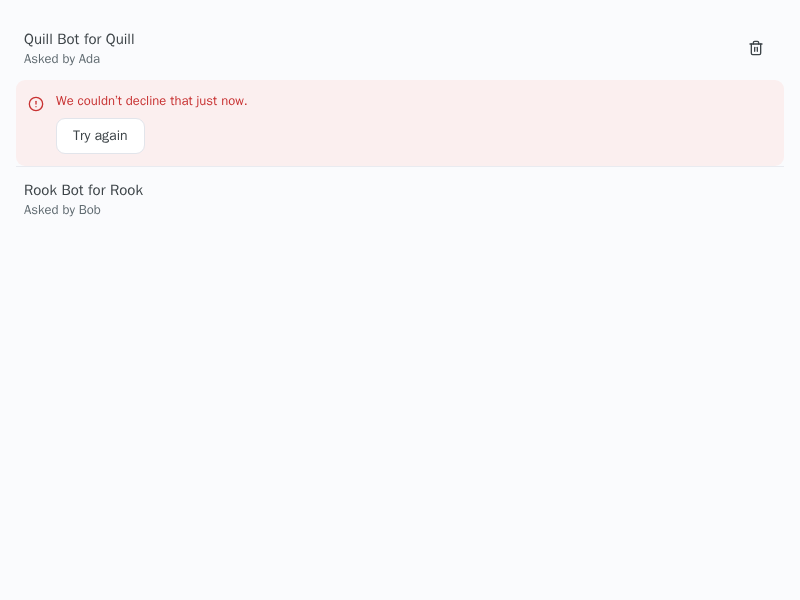 Quill Bot for Quill
Asked by Ada
We couldn't decline that just now.
Try again
Rook Bot for Rook
Asked by Bob